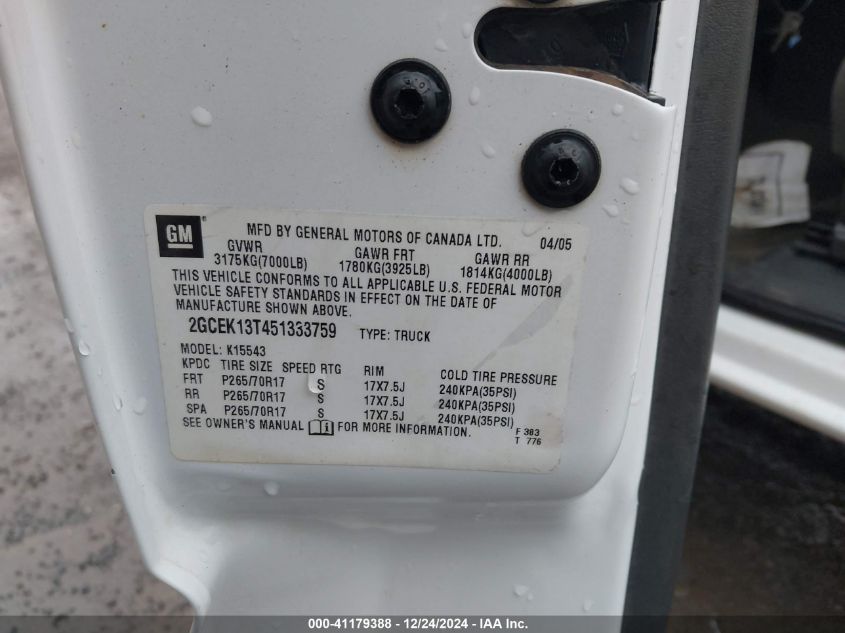 GM
MFD BY GENERAL MOTORS OF CANADA LTD. 04/05
GVWR GAWR FRT GAWR RR
3175KG(7000LB) 1780KG(3925LB) 1814KG(4000LB)
THIS VEHICLE CONFORMS TO ALL APPLICABLE U.S. FEDERAL MOTOR
VEHICLE SAFETY STANDARDS IN EFFECT ON THE DATE OF
MANUFACTURE SHOWN ABOVE.
2GCEK13T451333759 TYPE: TRUCK
MODEL: K15543
KPDC TIRE SIZE SPEED RTG RIM COLD TIRE PRESSURE
FRT P265/70R17 S 17X7.5J 240KPA(35PSI)
RR P265/70R17 S 17X7.5J 240KPA(35PSI)
SPA P265/70R17 S 17X7.5J 240KPA(35PSI)
SEE OWNER'S MANUAL FOR MORE INFORMATION.
F 383
T 776
000-41179388 - 12/24/2024 - IAA Inc.